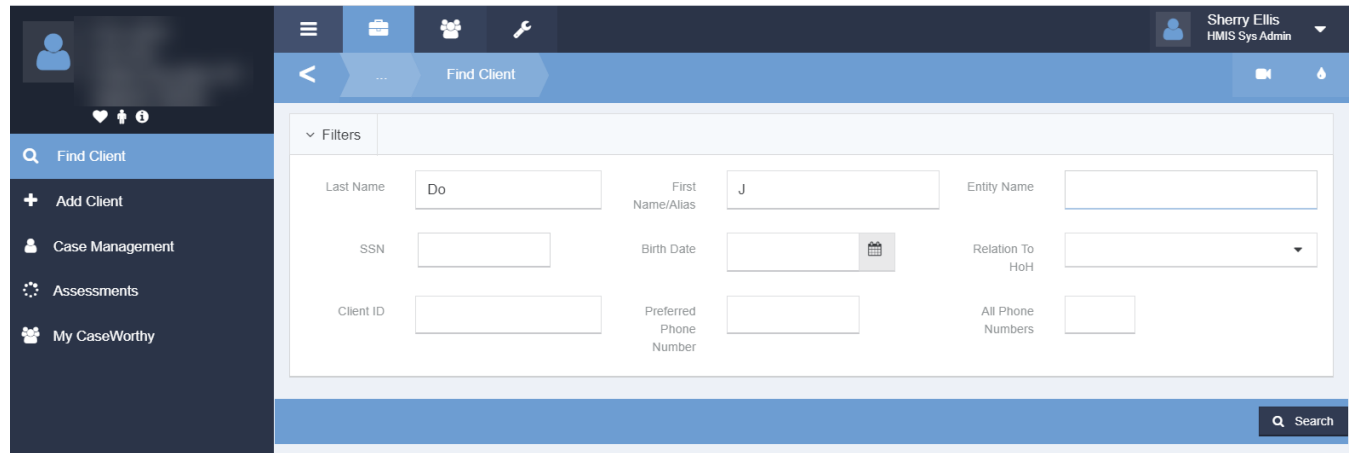 Sherry Ellis
HMIS Sys Admin
...
Find Client
Find Client
Add Client
Case Management
Assessments
My CaseWorthy
Filters
Last Name
Do
First
Name/Alias
J
Entity Name
SSN
Birth Date
Relation To
HoH
Client ID
Preferred
Phone
Number
All Phone
Numbers
Search